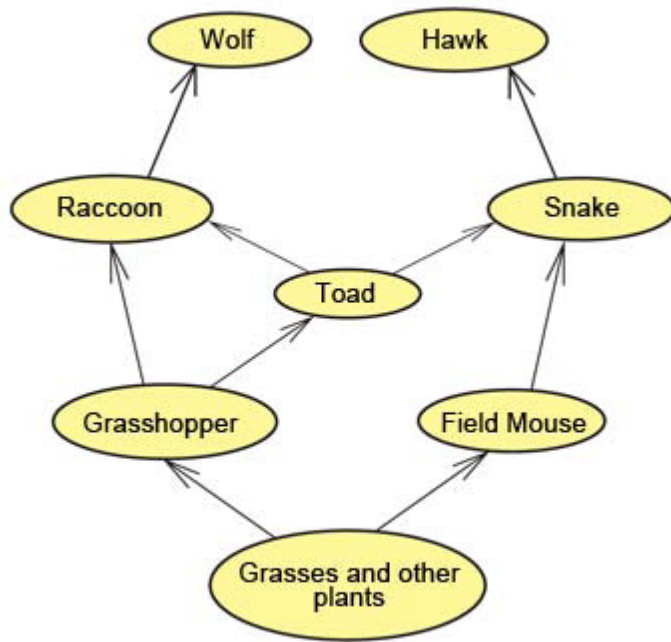 Wolf
Hawk
Raccoon
Snake
Toad
Grasshopper
Field Mouse
Grasses and other
plants